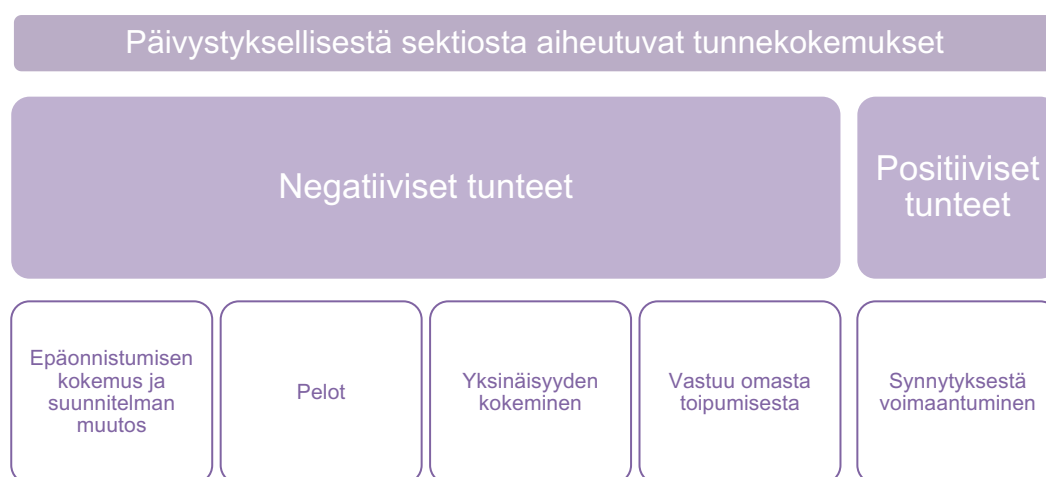 Päivystyksellisestä sektiosta aiheutuvat tunnekokemukset
Negatiiviset tunteet
Positiiviset
tunteet
Epäonnistumisen
kokemus ja
suunnitelman
muutos
Pelot
Yksinäisyyden
kokeminen
Vastuu omasta
toipumisesta
Synnytyksestä
voimaantuminen